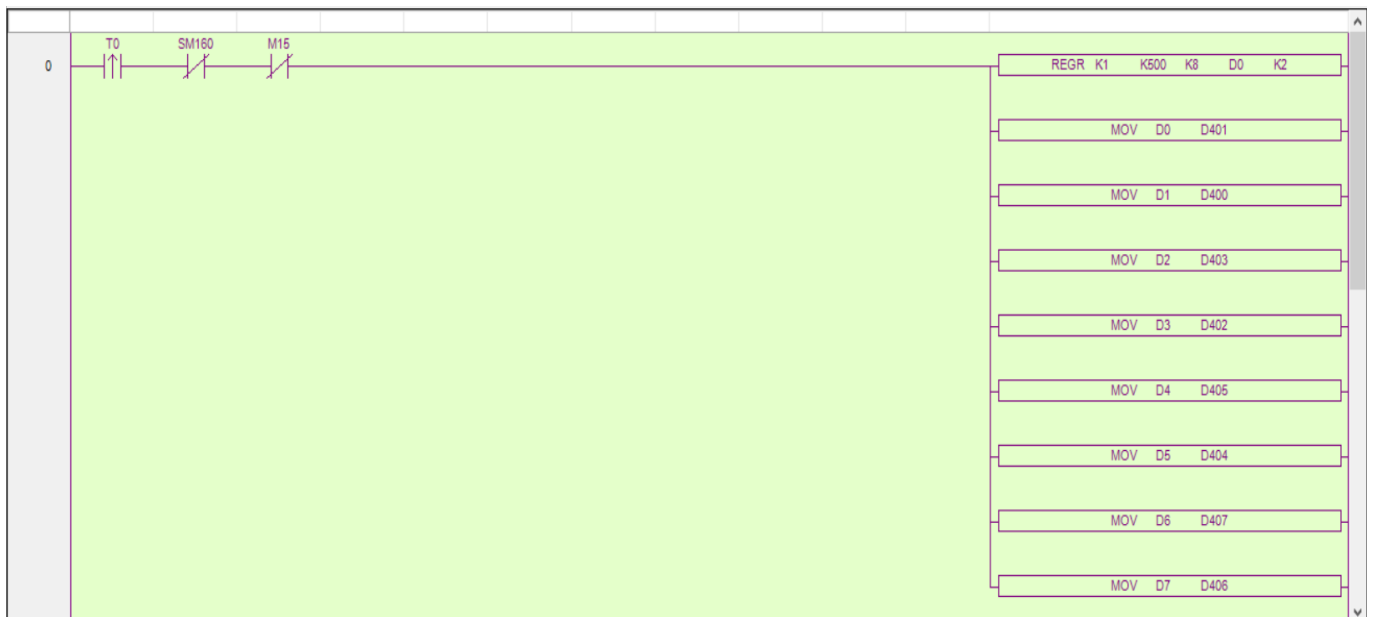 T0 SM160 M15
0 REGR K1 K500 K8 D0 K2
MOV D0 D401
MOV D1 D400
MOV D2 D403
MOV D3 D402
MOV D4 D405
MOV D5 D404
MOV D6 D407
MOV D7 D406